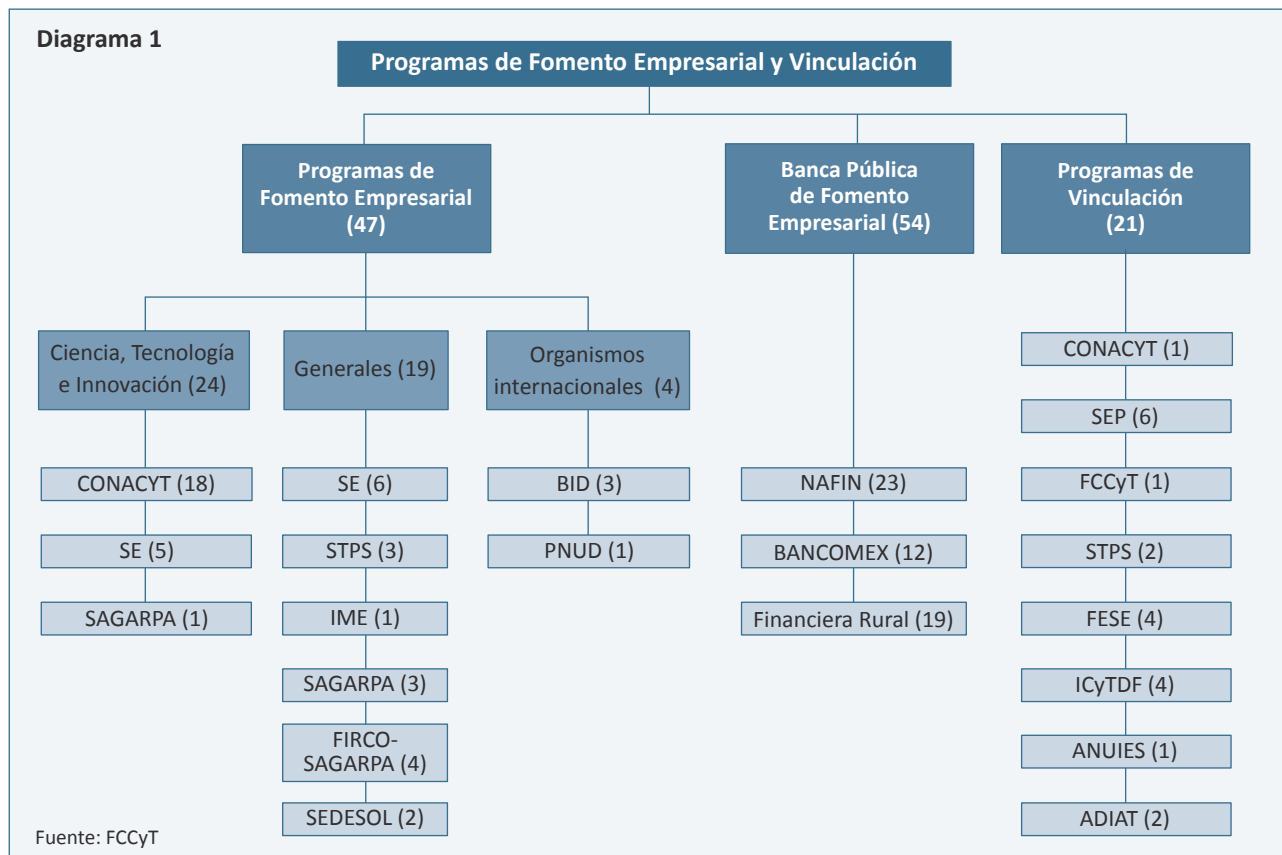 Diagrama 1
Programas de Fomento Empresarial y Vinculación
Programas de
Fomento Empresarial
(47)
Banca Pública
de Fomento
Empresarial (54)
Programas de
Vinculación
(21)
Ciencia, Tecnología
e Innovación (24)
Generales (19)
Organismos
internacionales (4)
CONACYT (18)
SE (5)
SAGARPA (1)
SE (6)
STPS (3)
IME (1)
SAGARPA (3)
FIRCO-
SAGARPA (4)
SEDESOL (2)
BID (3)
PNUD (1)
NAFIN (23)
BANCOMEX (12)
Financiera Rural (19)
CONACYT (1)
SEP (6)
FCCyT (1)
STPS (2)
FESE (4)
ICyTDF (4)
ANUIES (1)
ADIAT (2)
Fuente: FCCyT